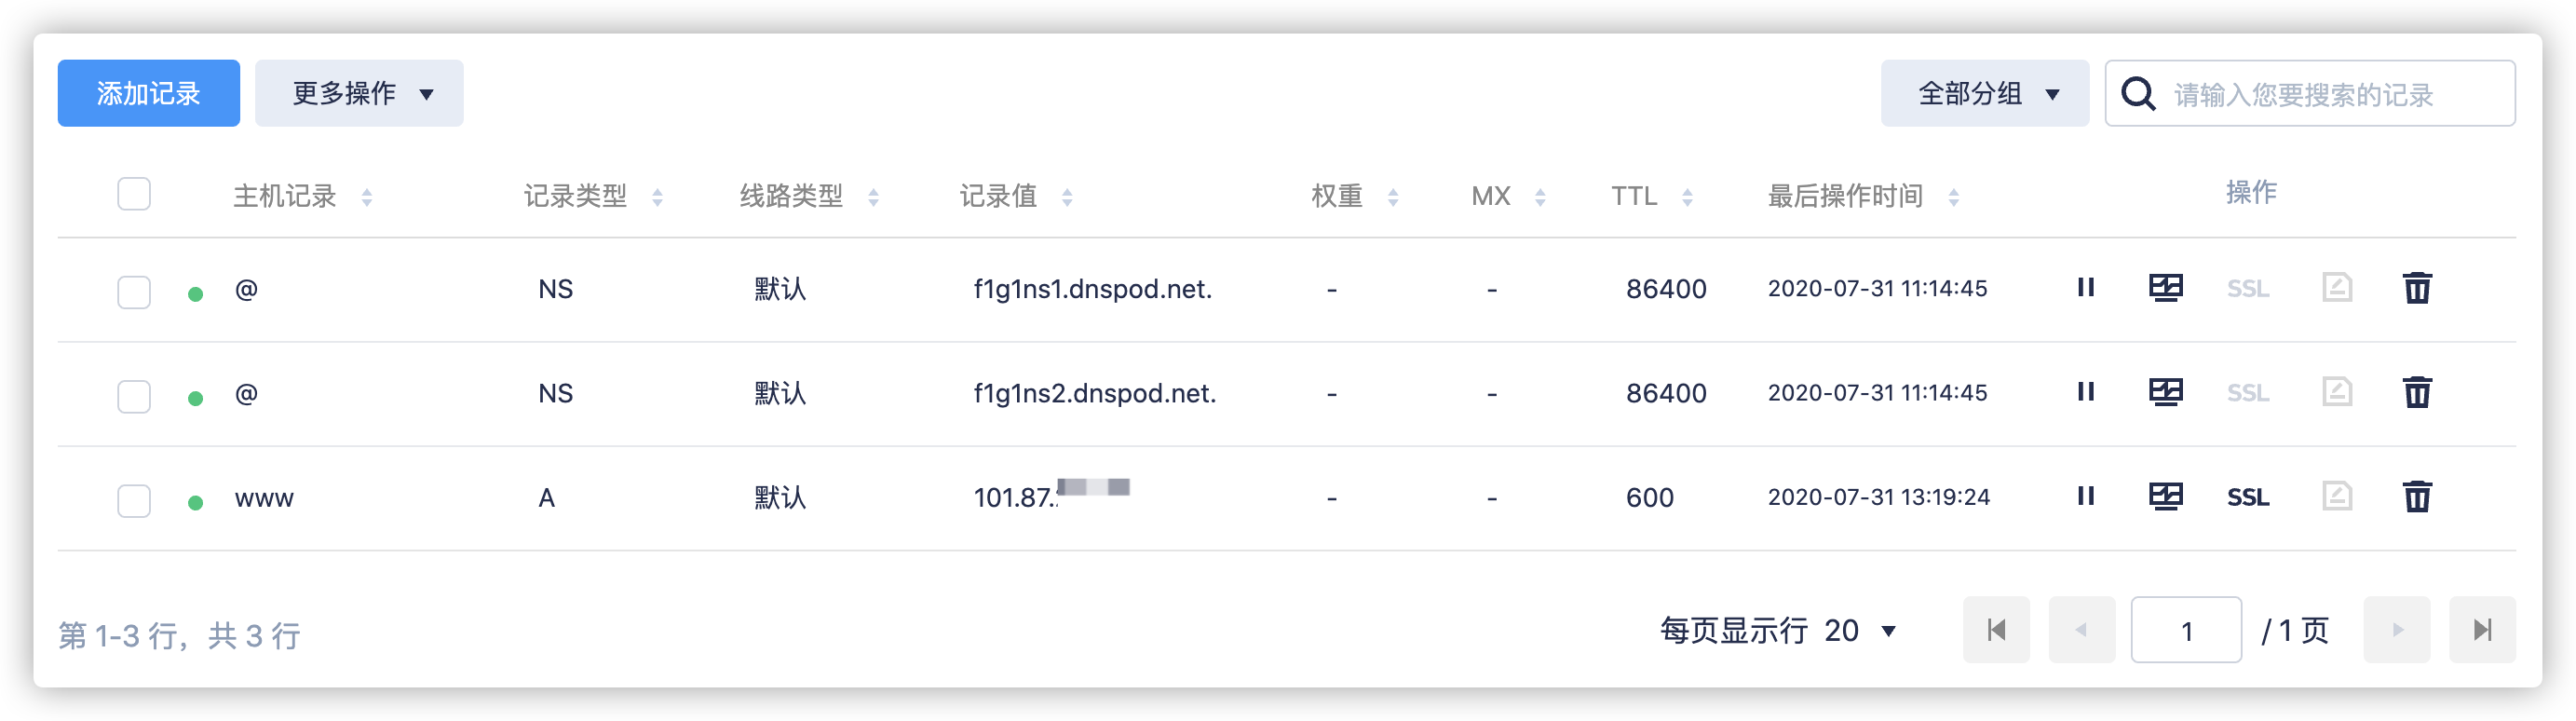 添加记录 更多操作 全部分组 请输入您要搜索的记录
主机记录 记录类型 线路类型 记录值 权重 MX TTL 最后操作时间 操作
@ NS 默认 f1g1ns1.dnspod.net. - - 86400 2020-07-31 11:14:45 SSL
@ NS 默认 f1g1ns2.dnspod.net. - - 86400 2020-07-31 11:14:45 SSL
www A 默认 101.87. - - 600 2020-07-31 13:19:24 SSL
第 1-3 行，共 3 行 每页显示行 20 1 / 1 页